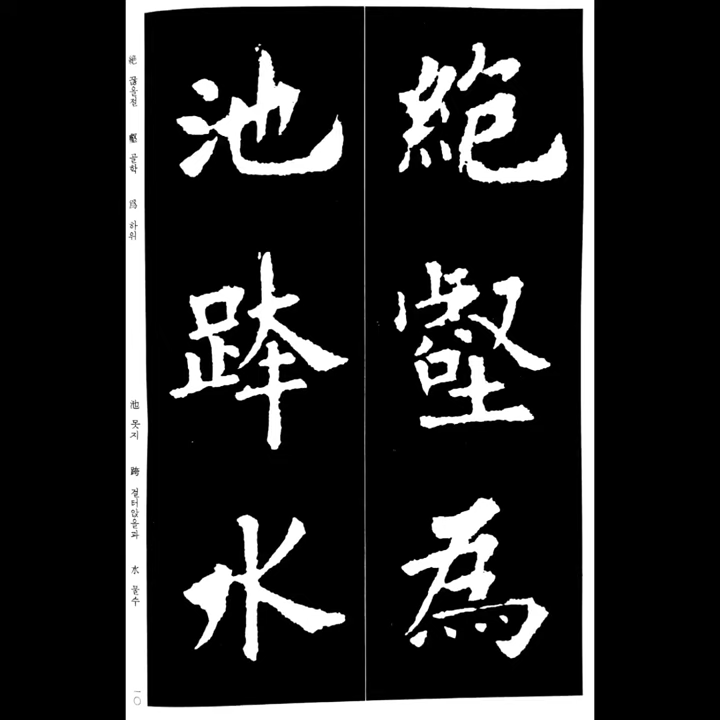 絶壑為
池跨水
絶 끊을절 壑 골학 爲 하위
池 못지 跨 걸터앉을과 水 물수
一〇